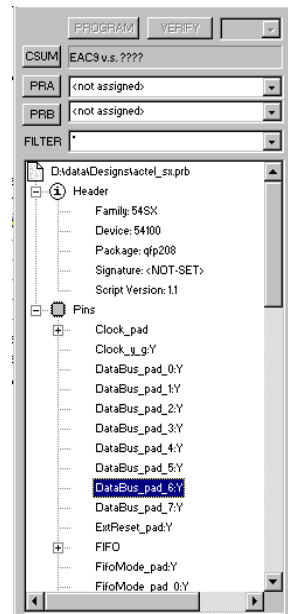 PROGRAM VERIFY
CSUM EAC9 v.s. ????
PRA <not assigned>
PRB <not assigned>
FILTER *
D:\data\Designs\actel_sx.prb
Header
Family: 54SX
Device: 54100
Package: qfp208
Signature: <NOT-SET>
Script Version: 1.1
Pins
Clock_pad
Clock_y_g:Y
DataBus_pad_0:Y
DataBus_pad_1:Y
DataBus_pad_2:Y
DataBus_pad_3:Y
DataBus_pad_4:Y
DataBus_pad_5:Y
DataBus_pad_6:Y
DataBus_pad_7:Y
ExtReset_pad:Y
FIFO
FifoMode_pad:Y
FifoMode_pad_0:Y